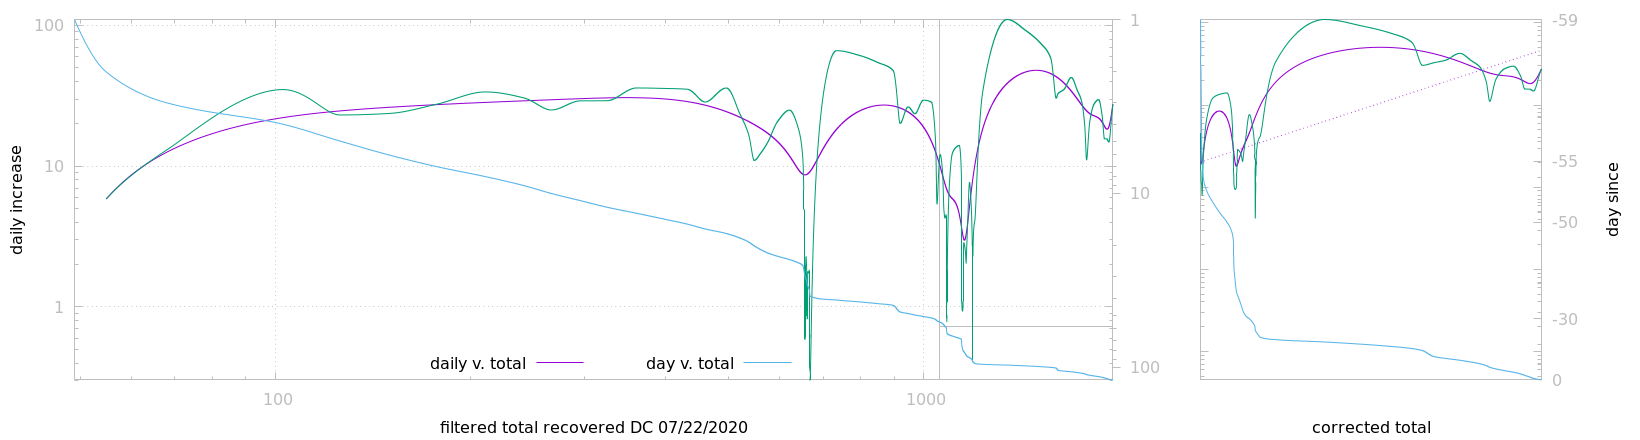 100
10
1
daily increase
1
10
100
100
1000
daily v. total
day v. total
filtered total recovered DC 07/22/2020
-59
-55
-50
-30
0
day since
corrected total